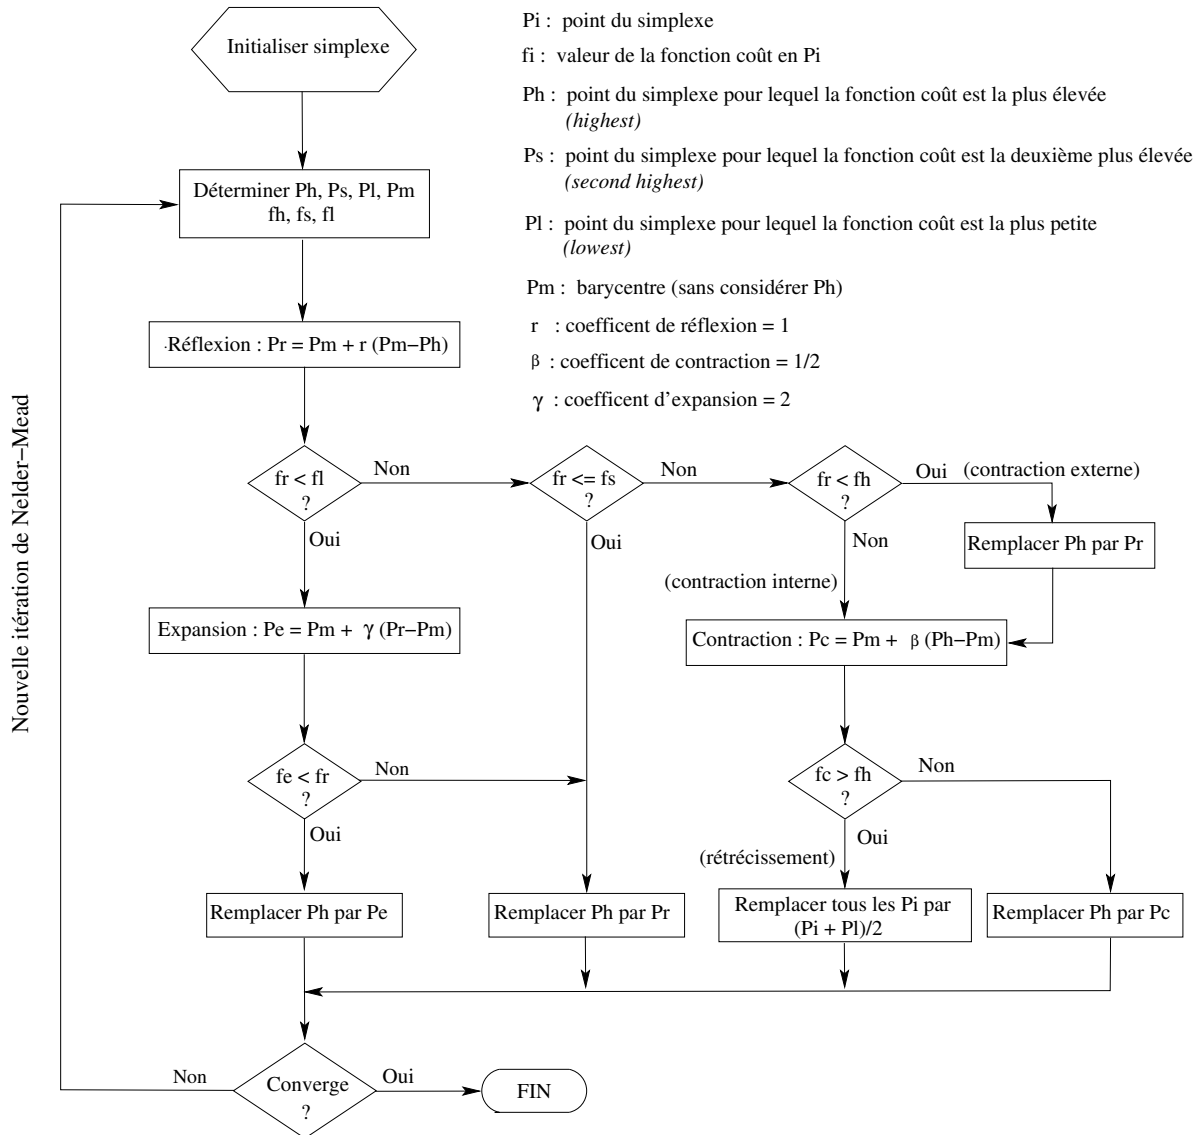 Initialiser simplexe
Pi : point du simplexe
fi : valeur de la fonction coût en Pi
Ph : point du simplexe pour lequel la fonction coût est la plus élevée
(highest)
Ps : point du simplexe pour lequel la fonction coût est la deuxième plus élevée
(second highest)
Pl : point du simplexe pour lequel la fonction coût est la plus petite
(lowest)
Pm : barycentre (sans considérer Ph)
r : coefficent de réflexion = 1
β : coefficent de contraction = 1/2
γ : coefficent d'expansion = 2
Déterminer Ph, Ps, Pl, Pm
fh, fs, fl
Réflexion : Pr = Pm + r (Pm−Ph)
Nouvelle itération de Nelder−Mead
fr < fl
?
Non
fr <= fs
?
Non
fr < fh
?
Oui
(contraction externe)
Oui
Oui
Non
Remplacer Ph par Pr
(contraction interne)
Expansion : Pe = Pm + γ (Pr−Pm)
Contraction : Pc = Pm + β (Ph−Pm)
fe < fr
?
Non
fc > fh
?
Non
Oui
Oui
(rétrécissement)
Remplacer Ph par Pe
Remplacer Ph par Pr
Remplacer tous les Pi par
(Pi + Pl)/2
Remplacer Ph par Pc
Non
Converge
?
Oui
FIN